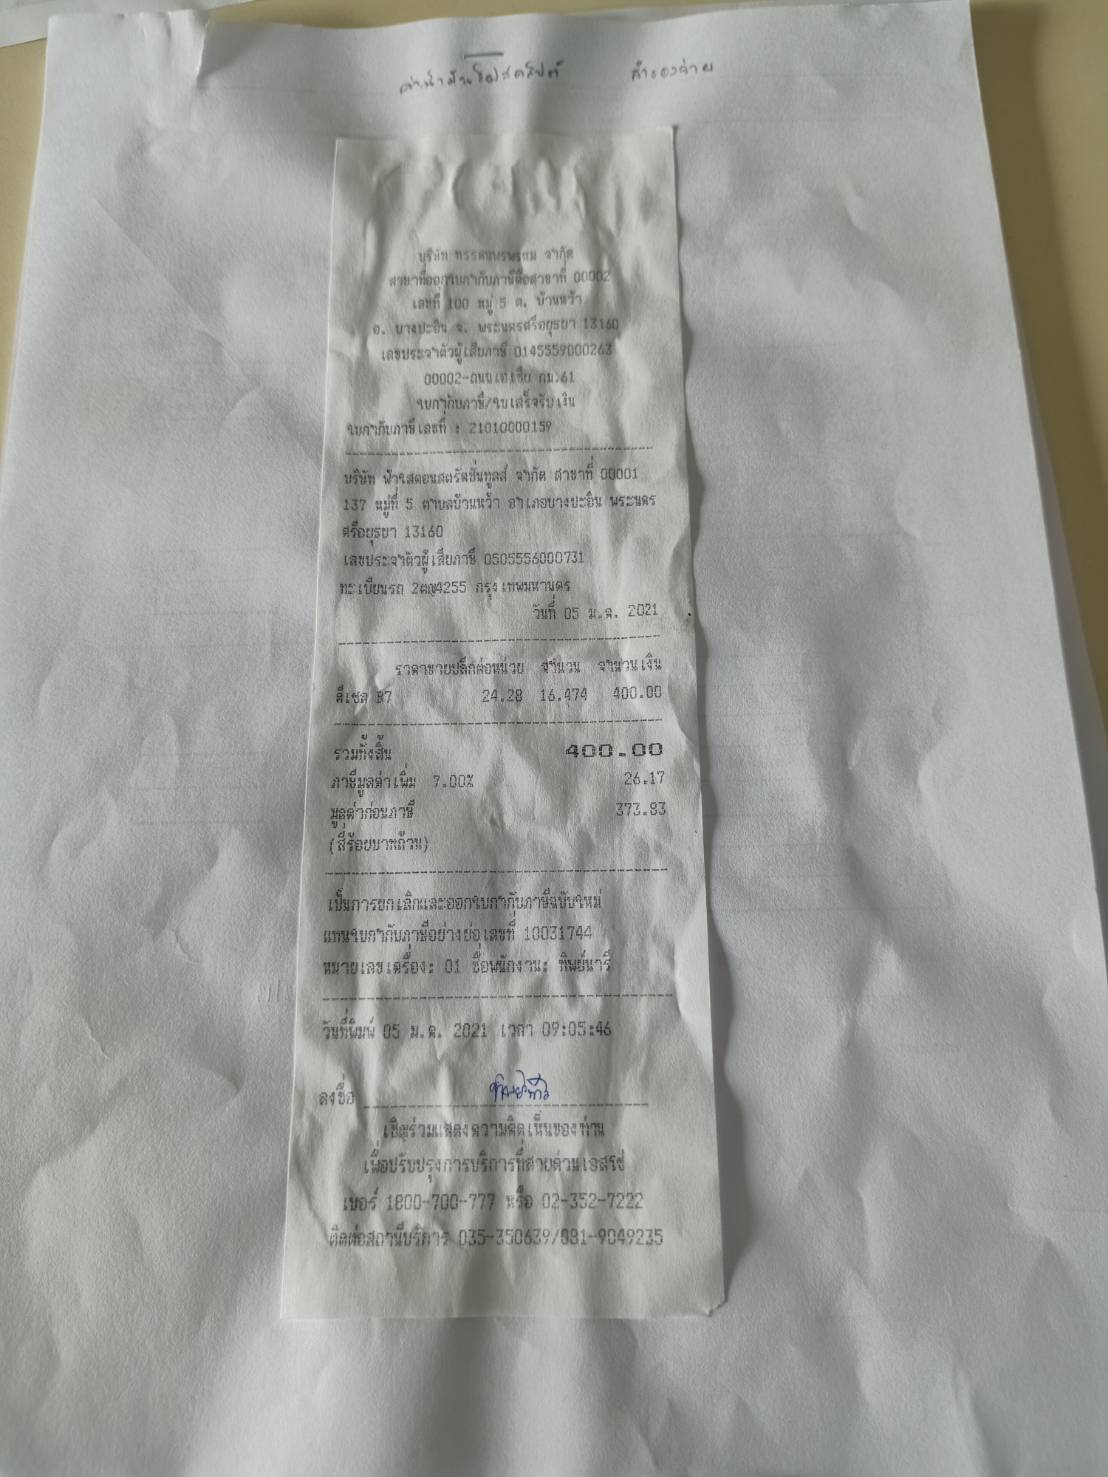 ค่าน้ำมันโฟล์คลิฟต์ สำรองจ่าย
บริษัท จำกัด
สาขาที่ออกใบกำกับภาษีคือสาขาที่ 00002
เลขที่ 100 หมู่ 5 ต. บ้านหว้า
อ. บางปะอิน จ. พระนครศรีอยุธยา 13160
เลขประจำตัวผู้เสียภาษี 0145559000263
00002-ถนนเอเชีย กม.61
ใบกำกับภาษี/ใบเสร็จรับเงิน
ใบกำกับภาษีเลขที่ : 21010000159
บริษัท ฟ้าใสคอนสตรัคชั่นทูลส์ จำกัด สาขาที่ 00001
137 หมู่ที่ 5 ตำบลบ้านหว้า อำเภอบางปะอิน พระนคร
ศรีอยุธยา 13160
เลขประจำตัวผู้เสียภาษี 0505556000731
ทะเบียนรถ 2ฒญ4255 กรุงเทพมหานคร
วันที่ 05 ม.ค. 2021
ราคาขายปลีกต่อหน่วย จำนวน จำนวนเงิน
ดีเซล B7 24.28 16.474 400.00
รวมทั้งสิ้น 400.00
ภาษีมูลค่าเพิ่ม 7.00% 26.17
มูลค่าก่อนภาษี 373.83
(สี่ร้อยบาทถ้วน)
เป็นการยกเลิกและออกใบกำกับภาษีฉบับใหม่
แทนใบกำกับภาษีอย่างย่อเลขที่ 10031744
หมายเลขเครื่อง: 01 ชื่อพนักงาน: ทิพย์นารี
วันที่พิมพ์ 05 ม.ค. 2021 เวลา 09:05:46
ลงชื่อ
เชิญร่วมแสดงความคิดเห็นของท่าน
เพื่อปรับปรุงการบริการที่สายด่วนเอสโซ่
เบอร์ 1800-700-777 หรือ 02-352-7222
ติดต่อสถานีบริการ 035-350639/081-9049235